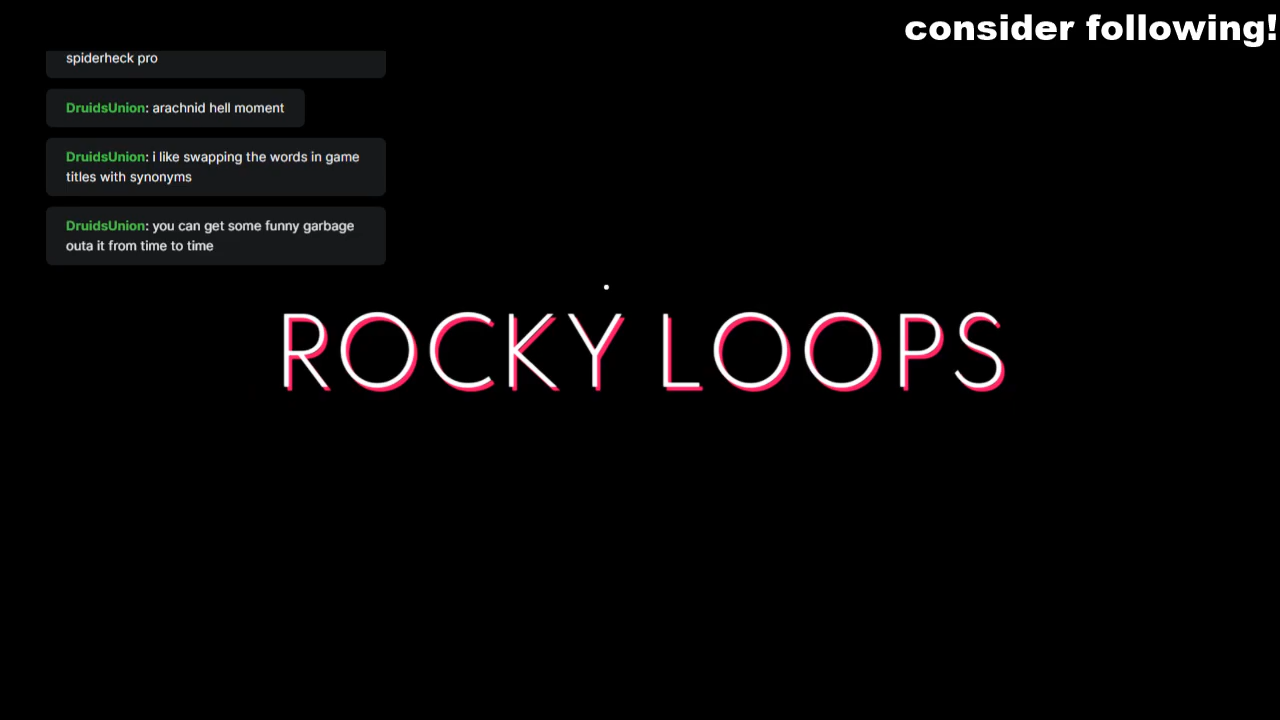 consider following!
spiderheck pro
DruidsUnion: arachnid hell moment
DruidsUnion: i like swapping the words in game
titles with synonyms
DruidsUnion: you can get some funny garbage
outa it from time to time
ROCKY LOOPS